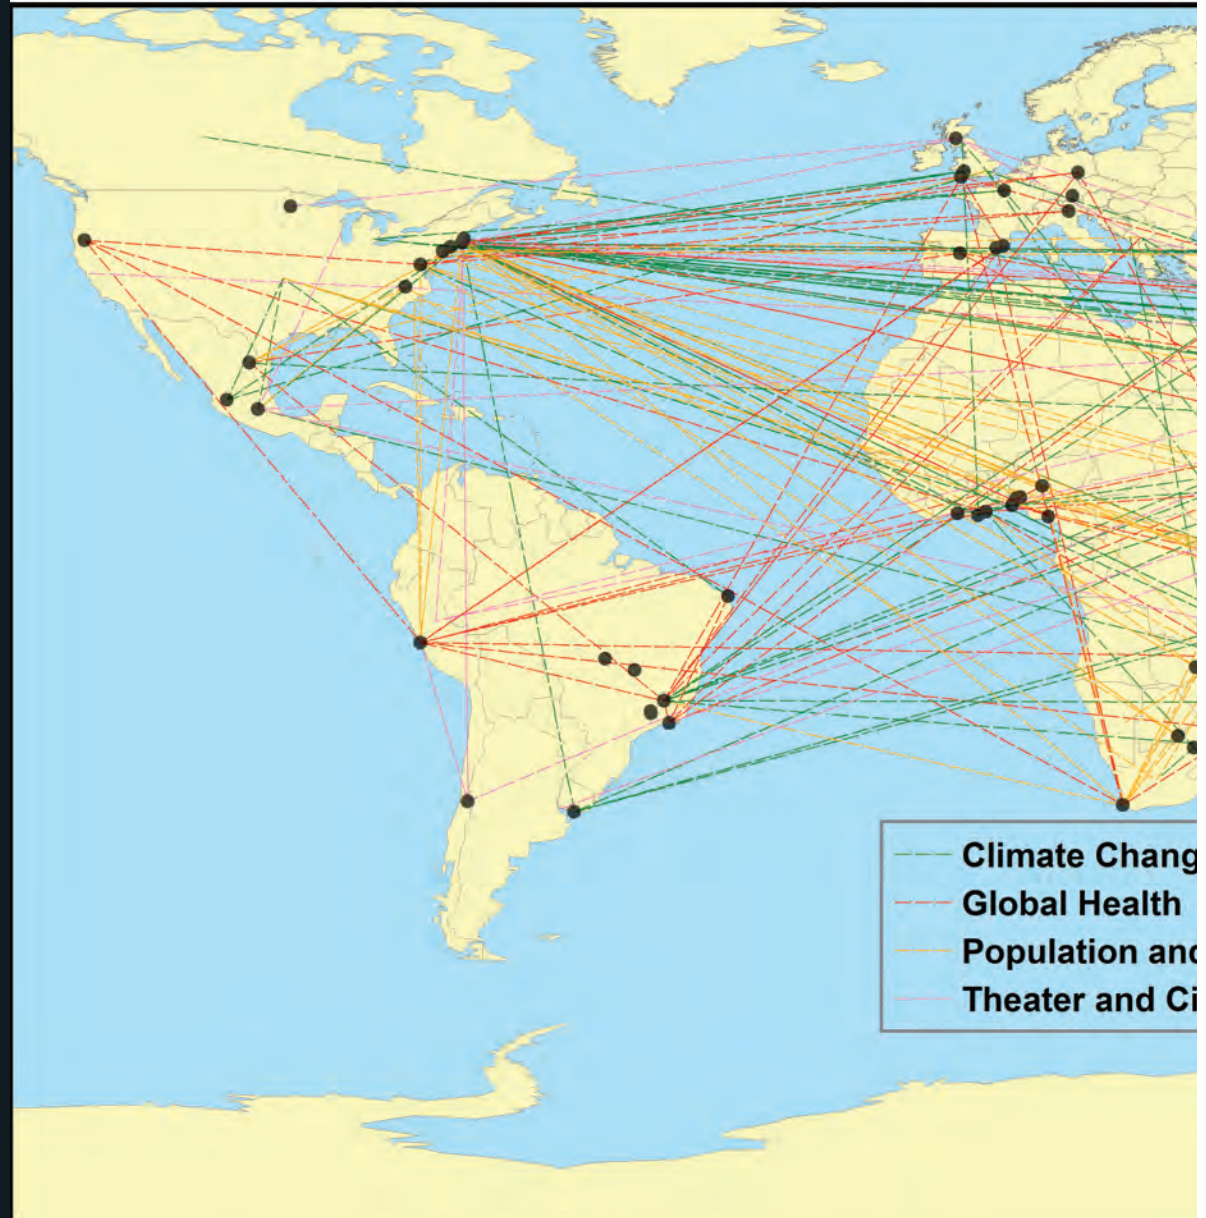 Climate Chang
Global Health
Population and
Theater and Ci